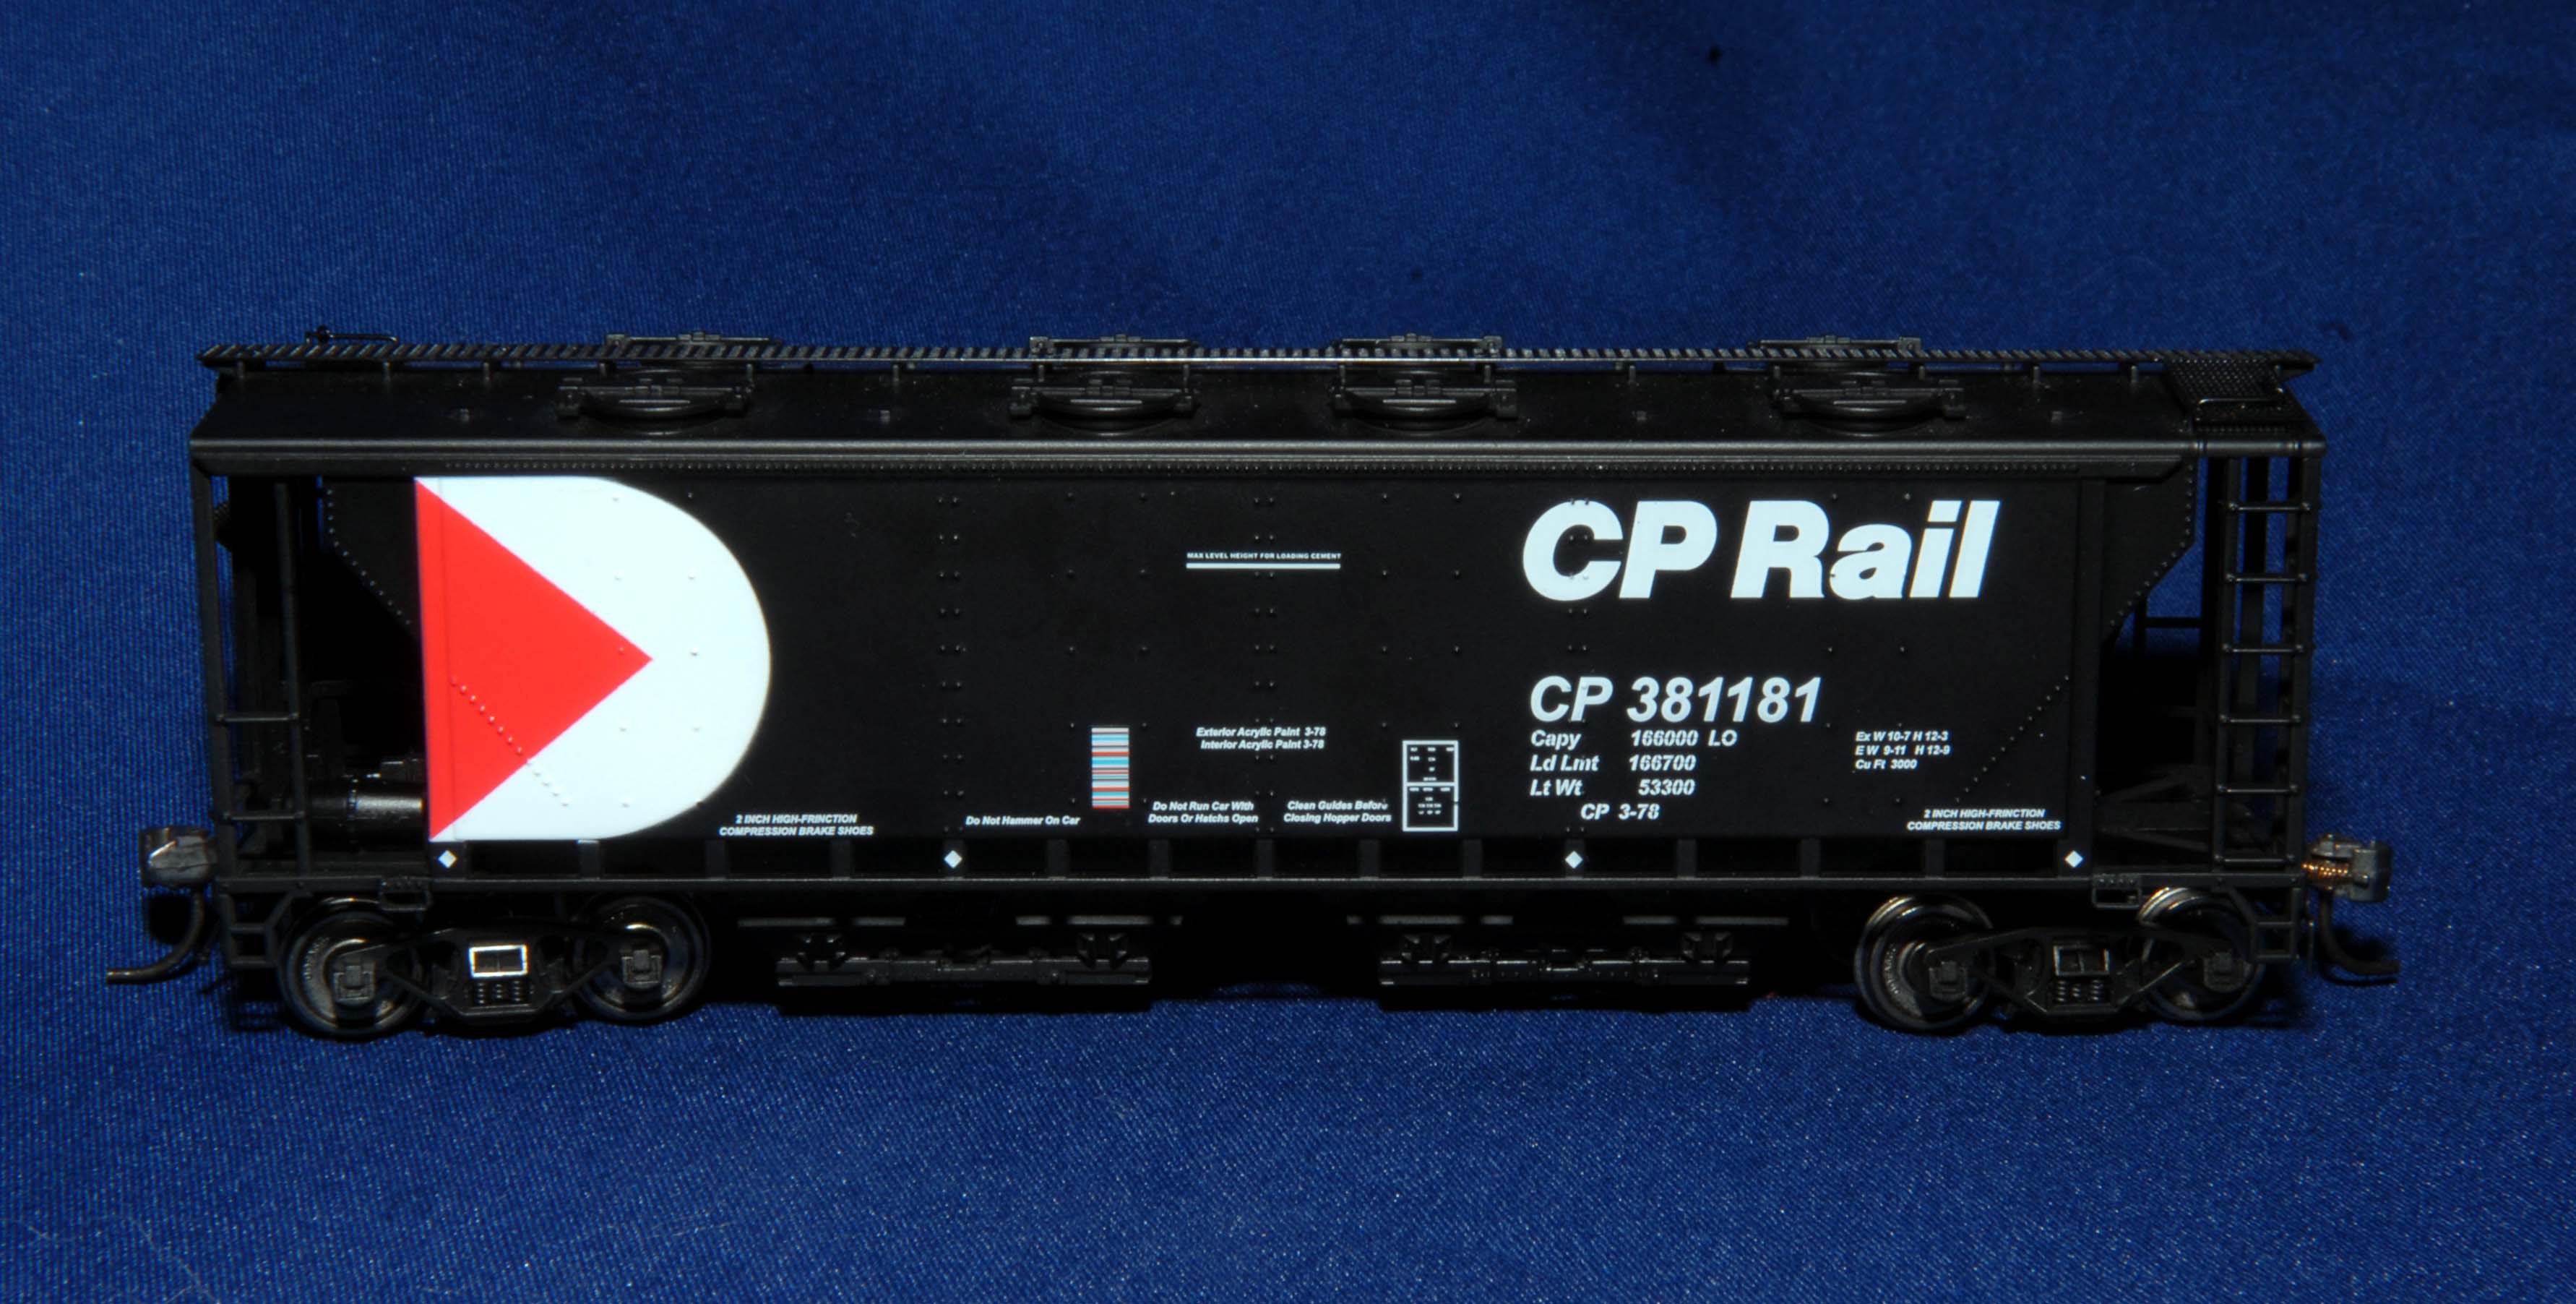 MAX LEVEL HEIGHT FOR LOADING CEMENT
CP Rail
CP 381181
Capy 166000 LO
Ld Lmt 166700
Lt Wt 53300
CP 3-78
Ex W 10-7 H 12-3
E W 9-11 H 12-9
Cu Ft 3000
Exterior Acrylic Paint 3-78
Interior Acrylic Paint 3-78
2 INCH HIGH-FRINCTION
COMPRESSION BRAKE SHOES
Do Not Hammer On Car
Do Not Run Car With
Doors Or Hatchs Open
Clean Guides Before
Closing Hopper Doors
2 INCH HIGH-FRINCTION
COMPRESSION BRAKE SHOES